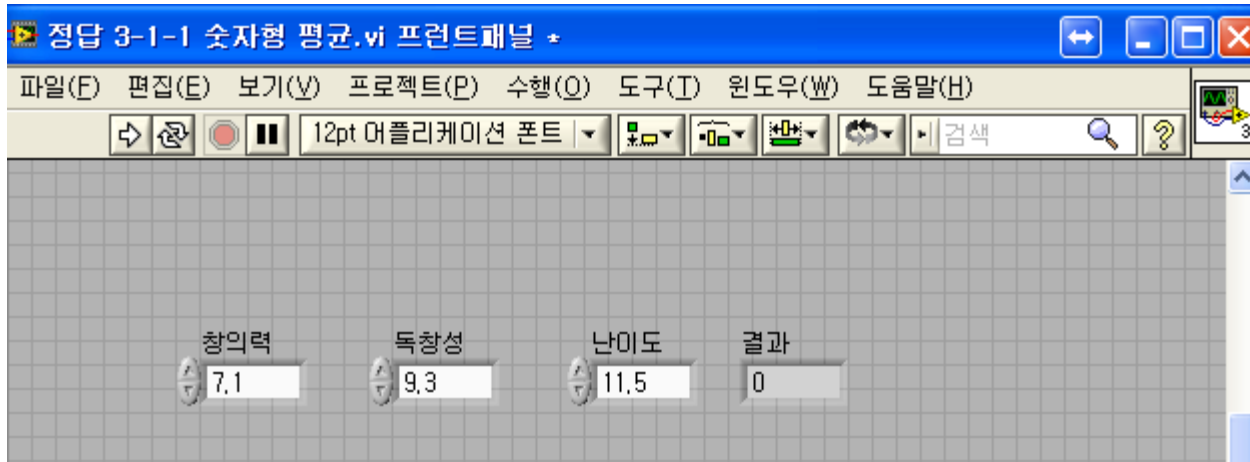 정답 3-1-1 숫자형 평균.vi 프런트패널 *
파일(F) 편집(E) 보기(V) 프로젝트(P) 수행(O) 도구(T) 윈도우(W) 도움말(H)
12pt 어플리케이션 폰트 검색 ?
3
창의력 독창성 난이도 결과
7,1 9,3 11,5 0